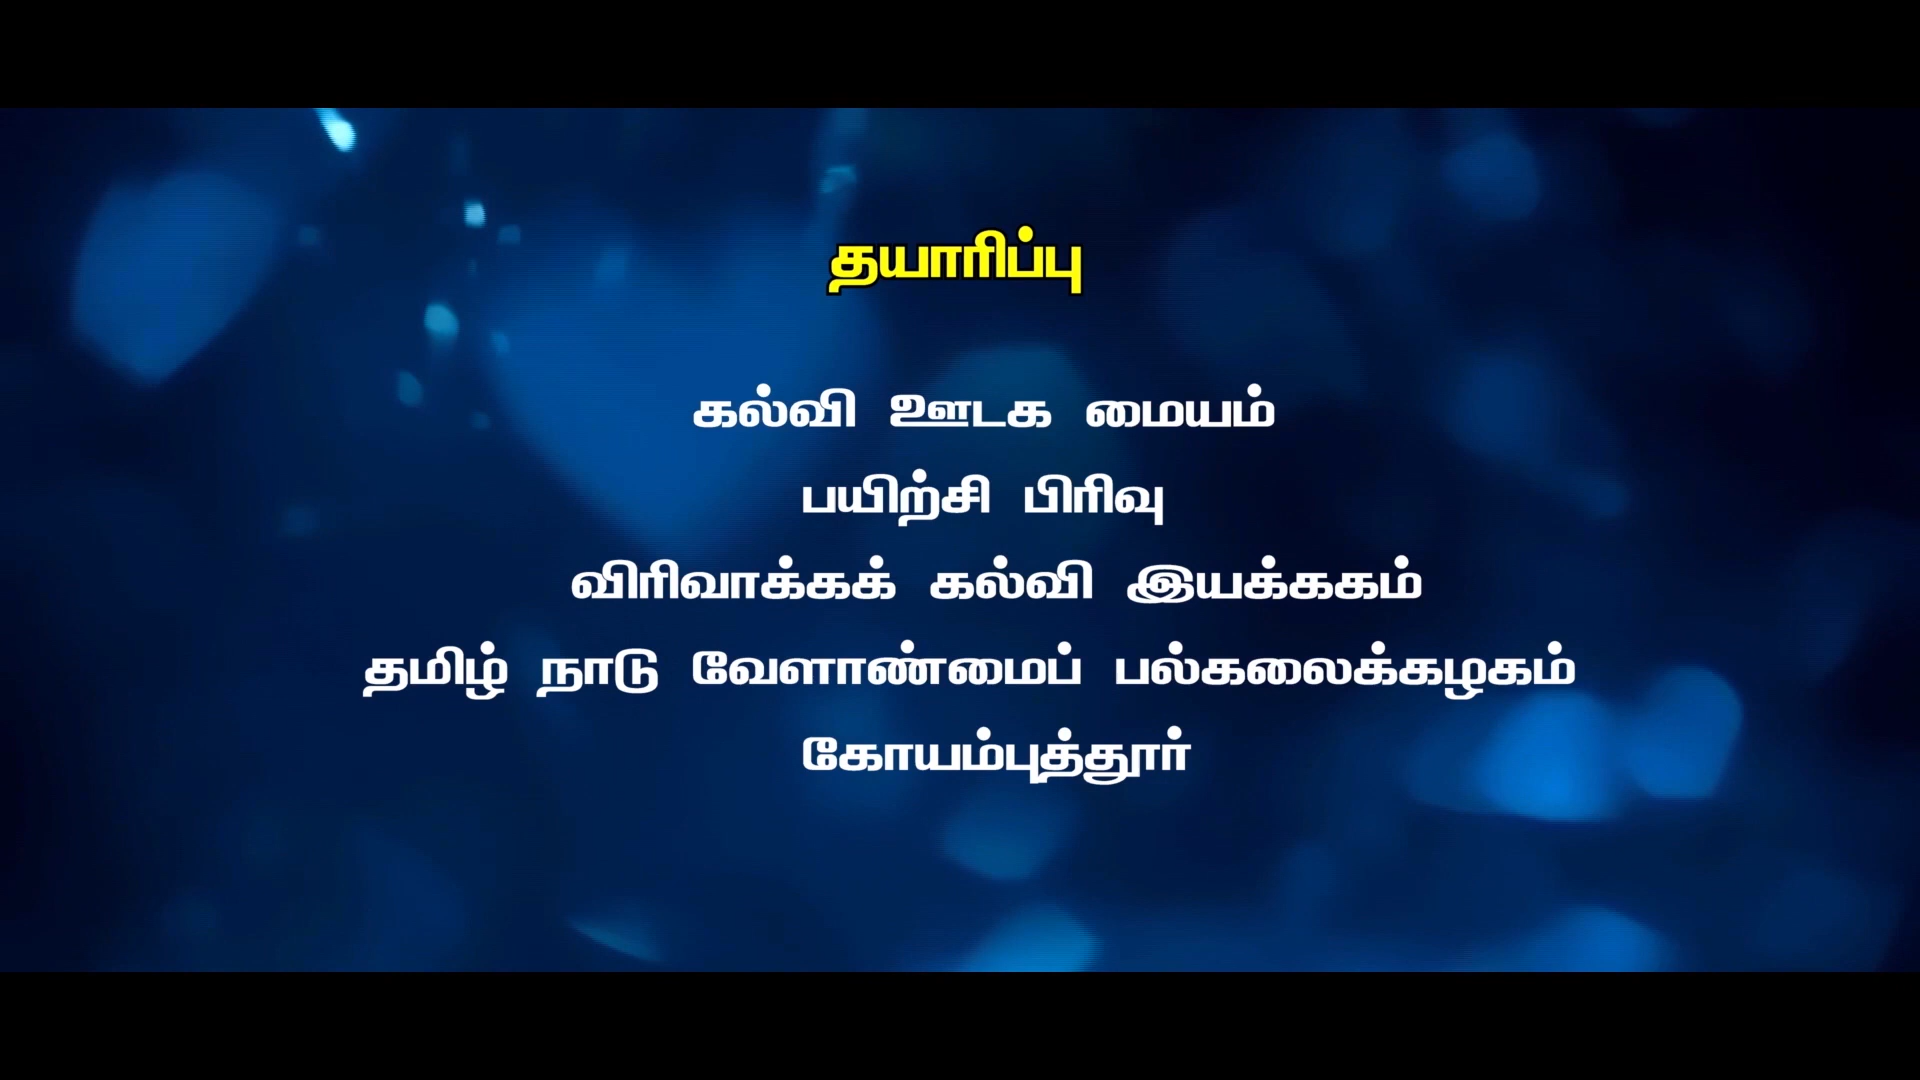 தயாரிப்பு
கல்வி ஊடக மையம்
பயிற்சி பிரிவு
விரிவாக்கக் கல்வி இயக்ககம்
தமிழ் நாடு வேளாண்மைப் பல்கலைக்கழகம்
கோயம்புத்தூர்